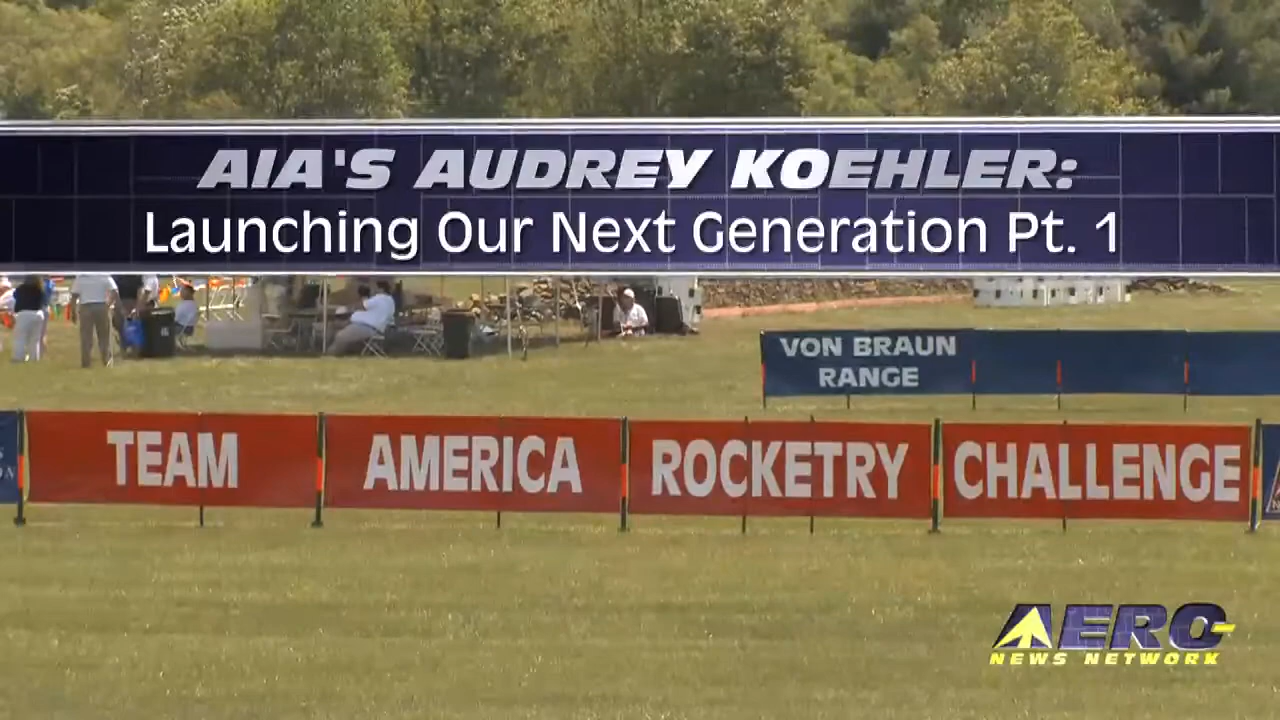 AIA'S AUDREY KOEHLER:
Launching Our Next Generation Pt. 1
VON BRAUN
RANGE
TEAM AMERICA ROCKETRY CHALLENGE
AERO
NEWS NETWORK